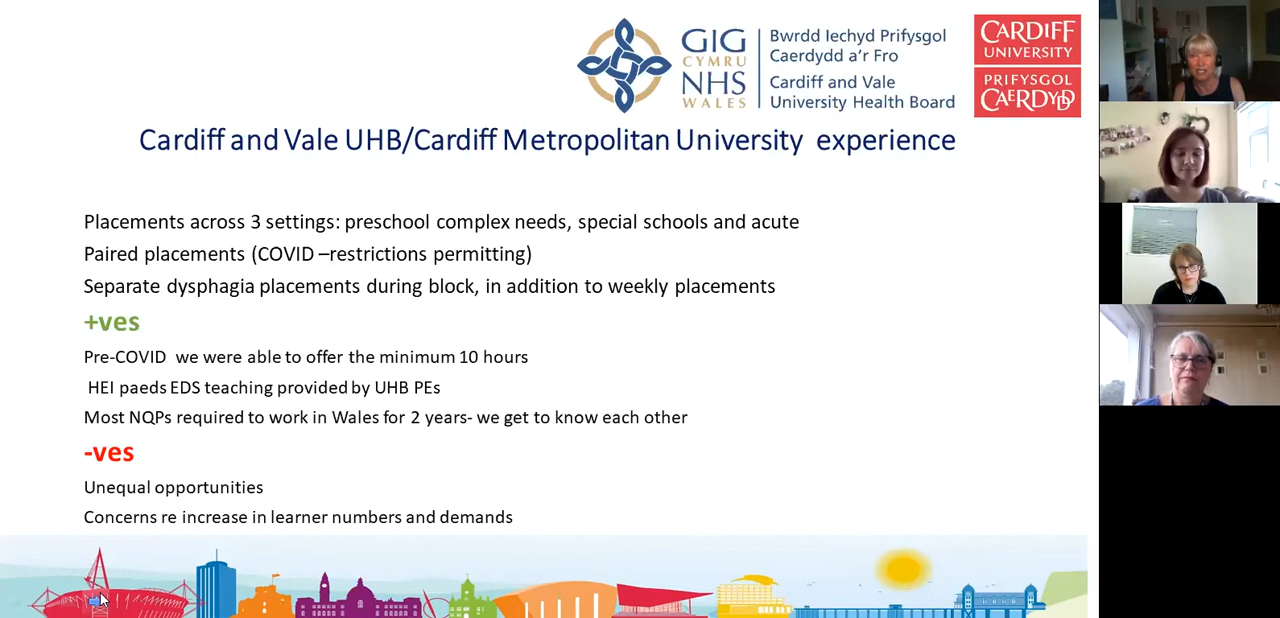 GIG
CYMRU
NHS
WALES
Bwrdd Iechyd Prifysgol
Caerdydd a'r Fro
Cardiff and Vale
University Health Board
CARDIFF
UNIVERSITY
PRIFYSGOL
CAERDYDD
Cardiff and Vale UHB/Cardiff Metropolitan University experience
Placements across 3 settings: preschool complex needs, special schools and acute
Paired placements (COVID –restrictions permitting)
Separate dysphagia placements during block, in addition to weekly placements
+ves
Pre-COVID we were able to offer the minimum 10 hours
HEI paeds EDS teaching provided by UHB PEs
Most NQPs required to work in Wales for 2 years- we get to know each other
-ves
Unequal opportunities
Concerns re increase in learner numbers and demands